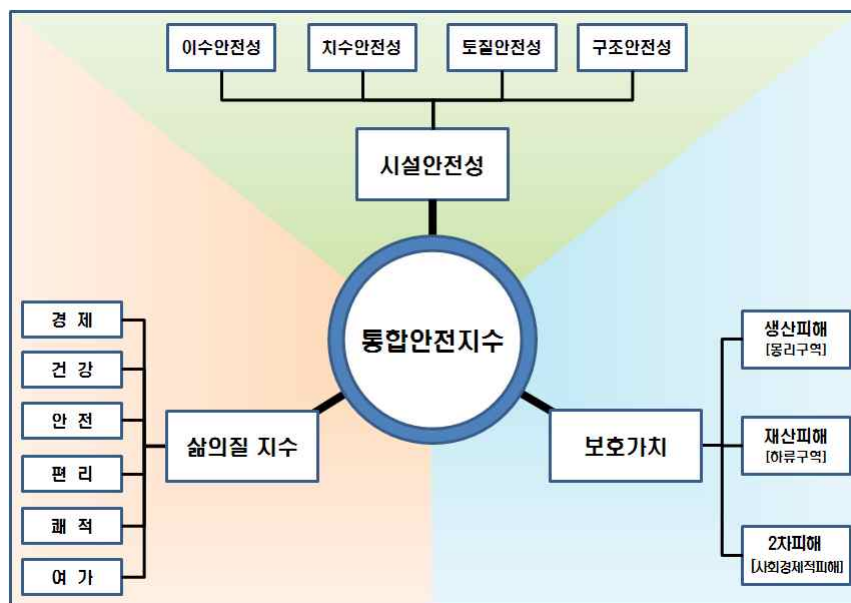 이수안전성
치수안전성
토질안전성
구조안전성
시설안전성
통합안전지수
경 제
건 강
안 전
편 리
쾌 적
여 가
삶의질 지수
보호가치
생산피해
[몽리구역]
재산피해
[하류구역]
2차피해
[사회경제적피해]